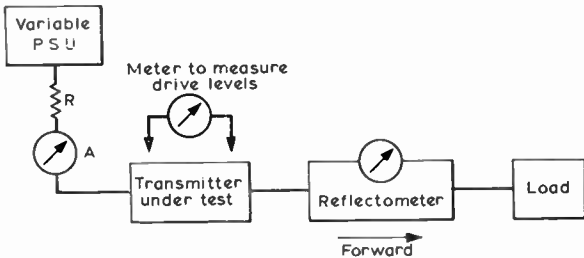 Variable
PSU
R
A
Meter to measure
drive levels
Transmitter
under test
Reflectometer
Load
Forward